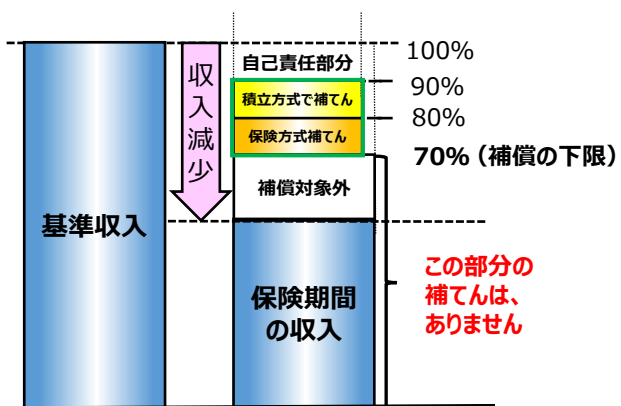 100%
自己責任部分
90%
積立方式で補てん
80%
保険方式補てん
70%（補償の下限）
収入減少
補償対象外
基準収入
保険期間
の収入
この部分の
補てんは、
ありません